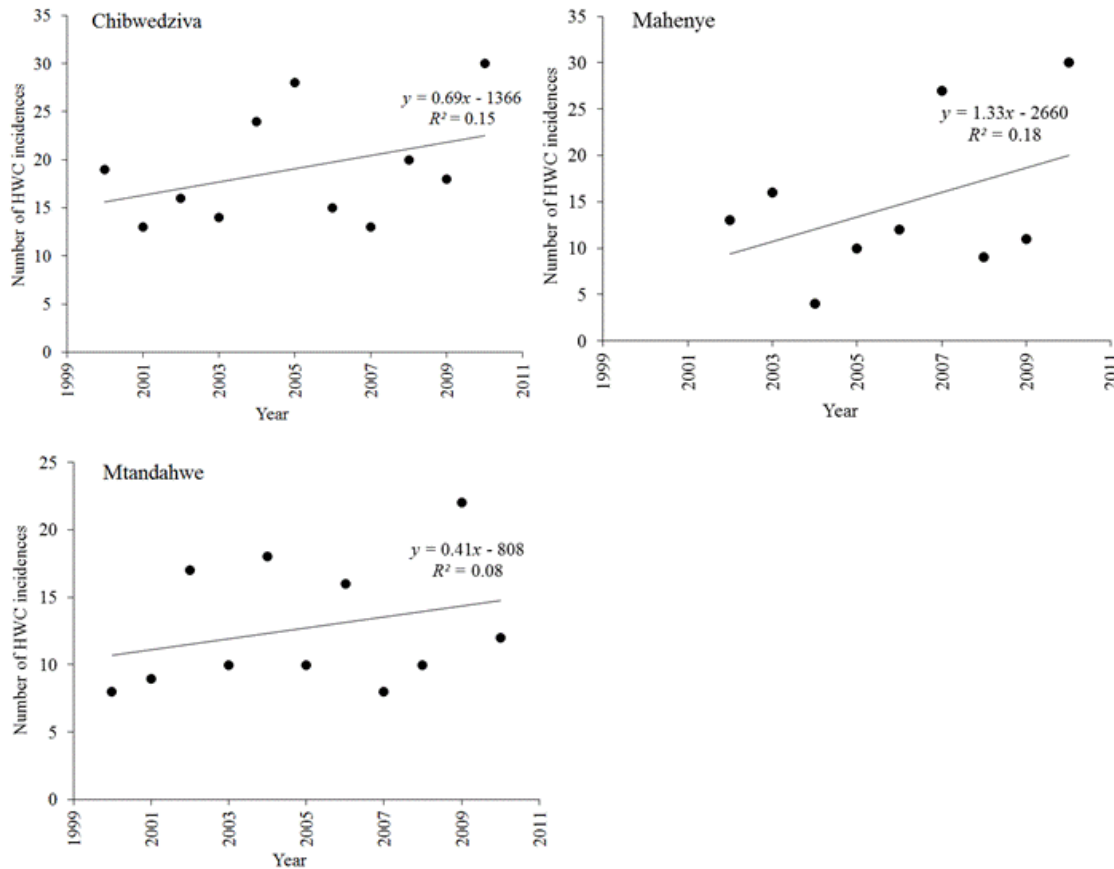 Chibwedziva
35
30
25
20
15
10
5
0
Number of HWC incidences
y = 0.69x - 1366
R² = 0.15
1999
2001
2003
2005
2007
2009
2011
Year
Mahenye
35
30
25
20
15
10
5
0
Number of HWC incidences
y = 1.33x - 2660
R² = 0.18
1999
2001
2003
2005
2007
2009
2011
Year
Mtandahwe
25
20
15
10
5
0
Number of HWC incidences
y = 0.41x - 808
R² = 0.08
1999
2001
2003
2005
2007
2009
2011
Year